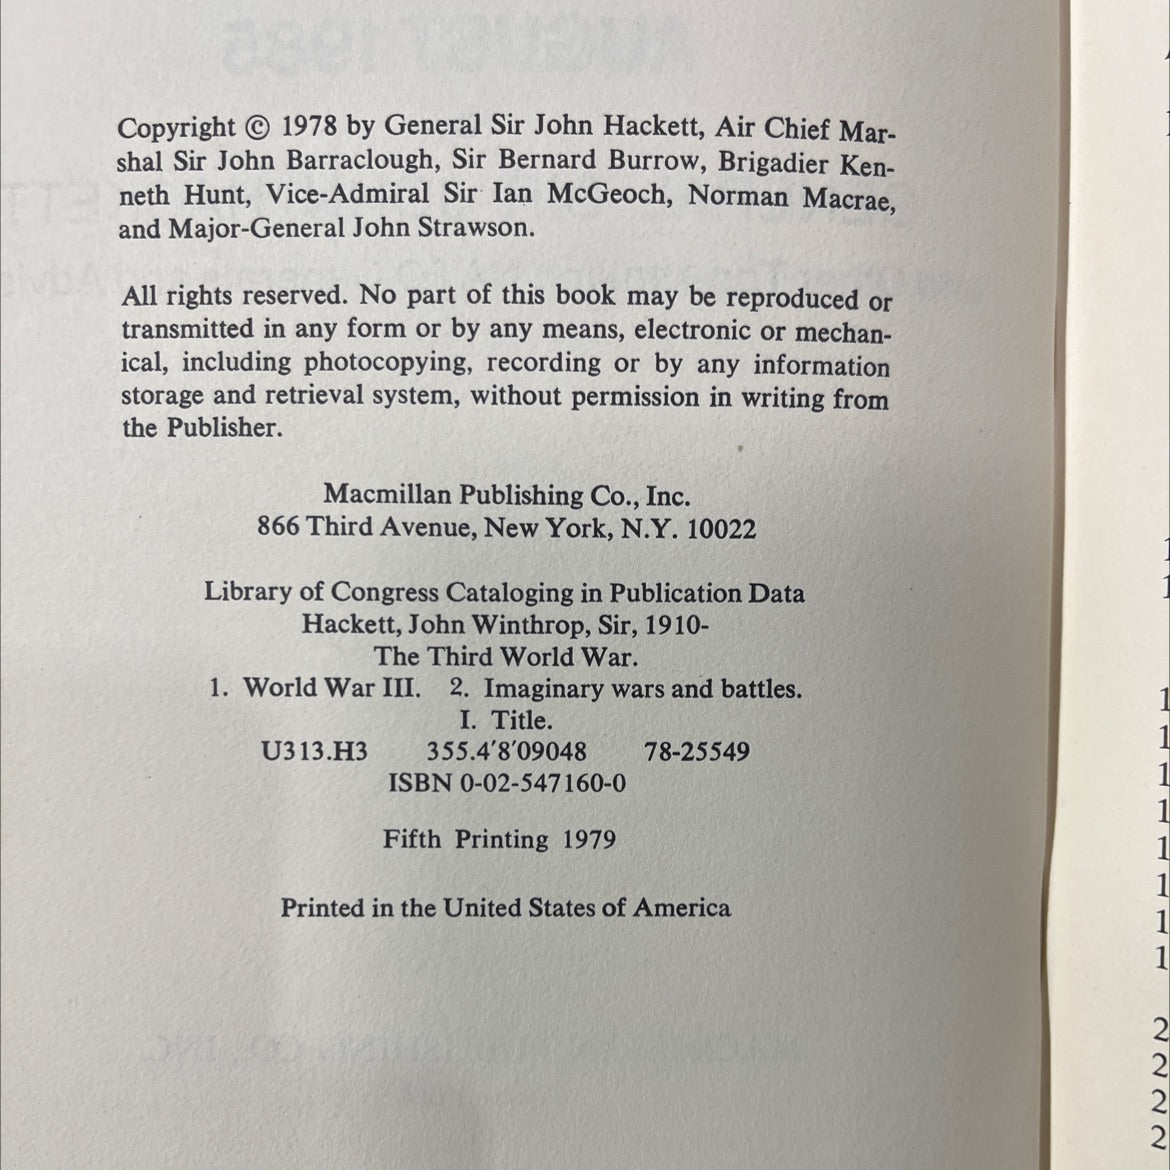 Copyright © 1978 by General Sir John Hackett, Air Chief Mar-
shal Sir John Barraclough, Sir Bernard Burrow, Brigadier Ken-
neth Hunt, Vice-Admiral Sir Ian McGeoch, Norman Macrae,
and Major-General John Strawson.
All rights reserved. No part of this book may be reproduced or
transmitted in any form or by any means, electronic or mechan-
ical, including photocopying, recording or by any information
storage and retrieval system, without permission in writing from
the Publisher.
Macmillan Publishing Co., Inc.
866 Third Avenue, New York, N.Y. 10022
Library of Congress Cataloging in Publication Data
Hackett, John Winthrop, Sir, 1910-
The Third World War.
1. World War III. 2. Imaginary wars and battles.
I. Title.
U313.H3 355.4'8'09048 78-25549
ISBN 0-02-547160-0
Fifth Printing 1979
Printed in the United States of America